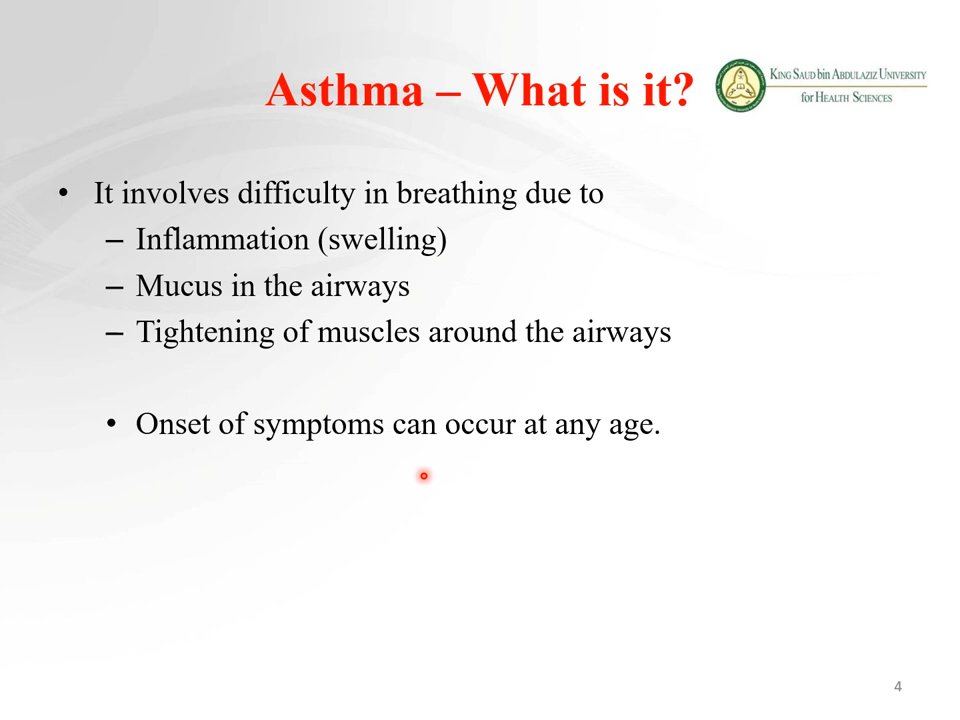 Asthma – What is it?
KING SAUD bin ABDULAZIZ UNIVERSITY
for HEALTH SCIENCES
• It involves difficulty in breathing due to
– Inflammation (swelling)
– Mucus in the airways
– Tightening of muscles around the airways
• Onset of symptoms can occur at any age.
4